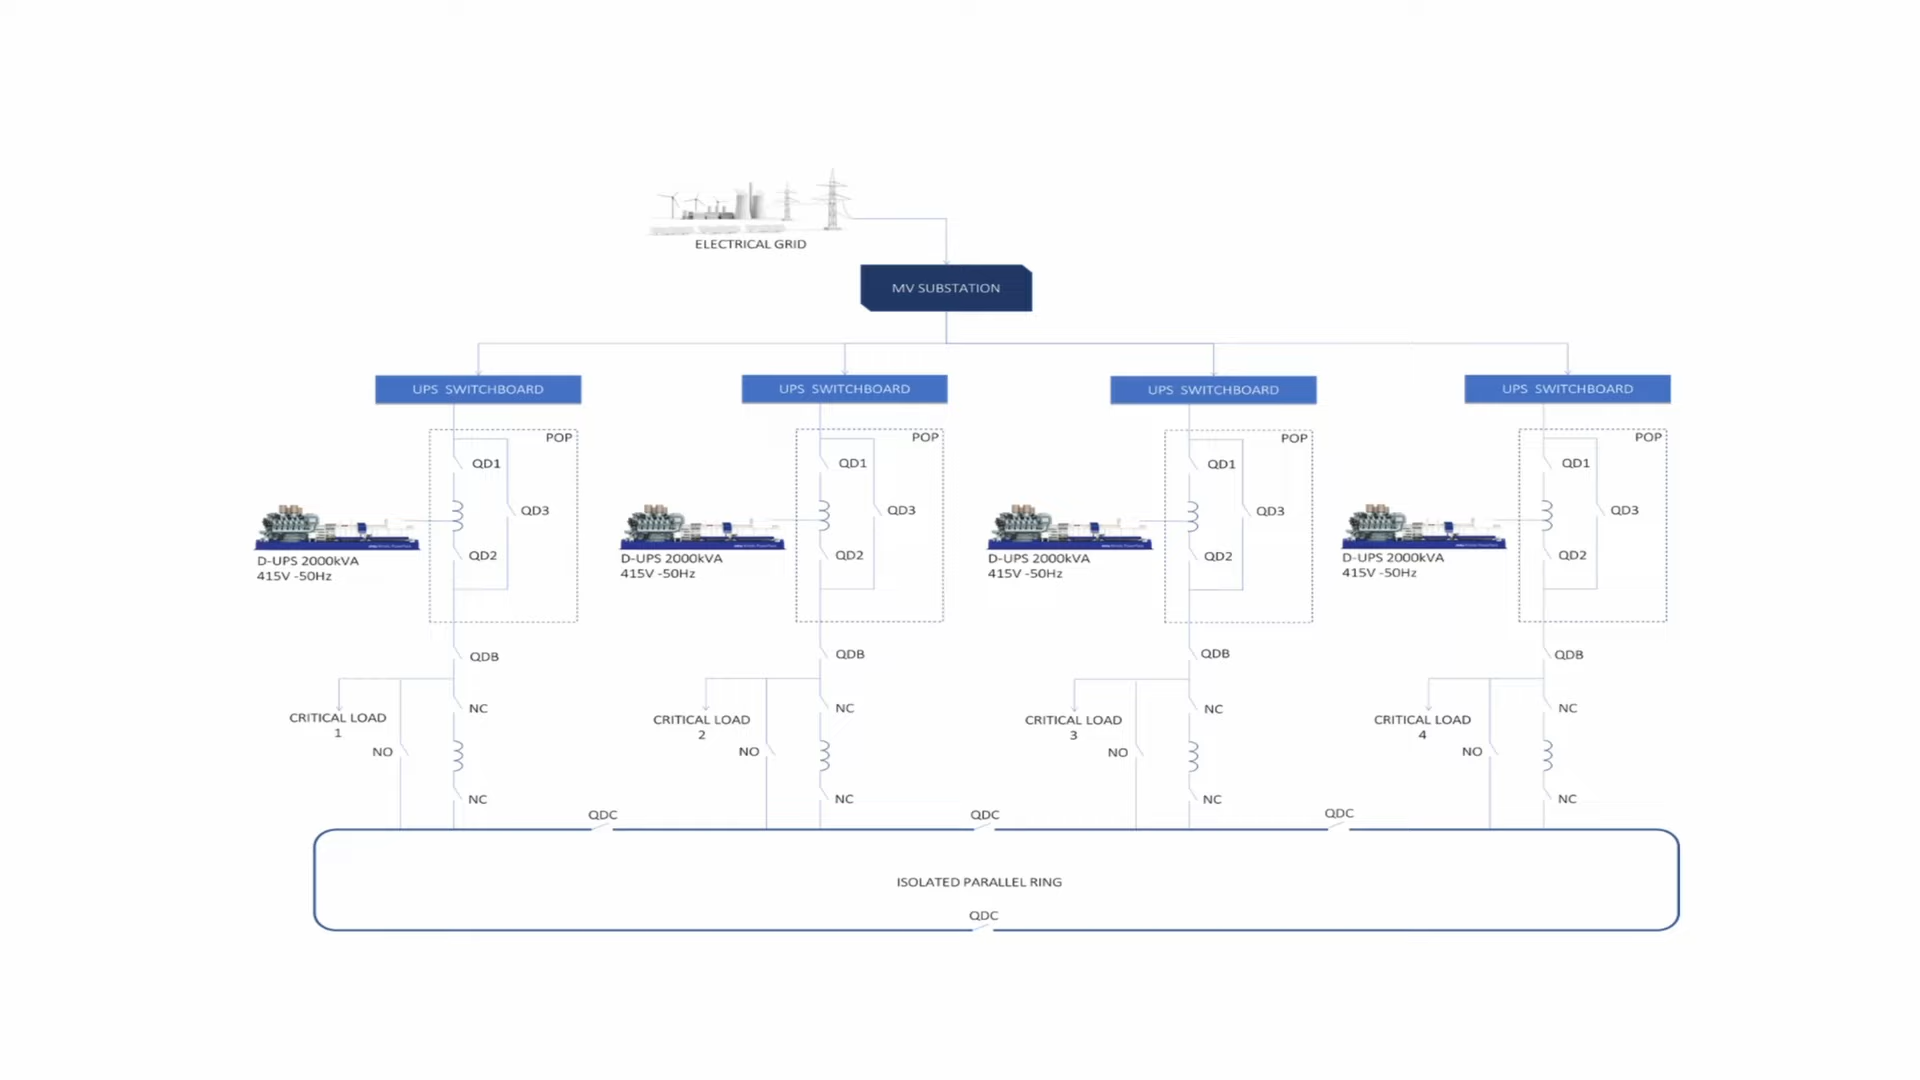 ELECTRICAL GRID
MV SUBSTATION
UPS SWITCHBOARD
UPS SWITCHBOARD
UPS SWITCHBOARD
UPS SWITCHBOARD
POP
POP
POP
POP
QD1
QD1
QD1
QD1
QD3
QD3
QD3
QD3
QD2
QD2
QD2
QD2
D-UPS 2000kVA
415V -50Hz
D-UPS 2000kVA
415V -50Hz
D-UPS 2000kVA
415V -50Hz
D-UPS 2000kVA
415V -50Hz
QDB
QDB
QDB
QDB
NC
NC
NC
NC
CRITICAL LOAD
1
CRITICAL LOAD
2
CRITICAL LOAD
3
CRITICAL LOAD
4
NO
NO
NO
NO
NC
NC
NC
NC
QDC
QDC
QDC
ISOLATED PARALLEL RING
QDC